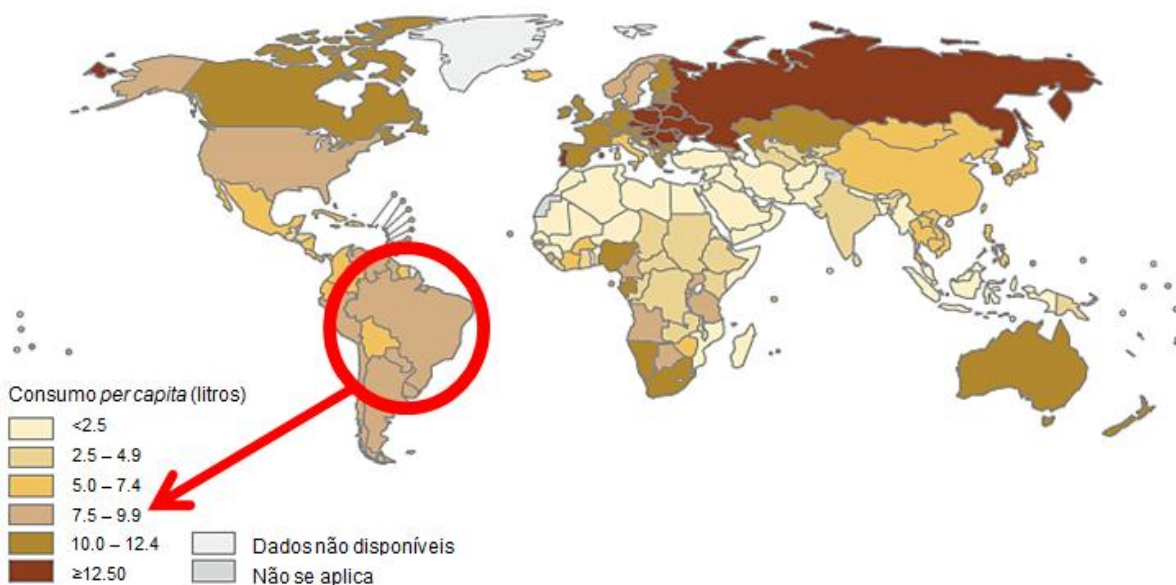 Consumo per capita (litros)
<2.5
2.5 – 4.9
5.0 – 7.4
7.5 – 9.9
10.0 – 12.4
≥12.50
Dados não disponíveis
Não se aplica